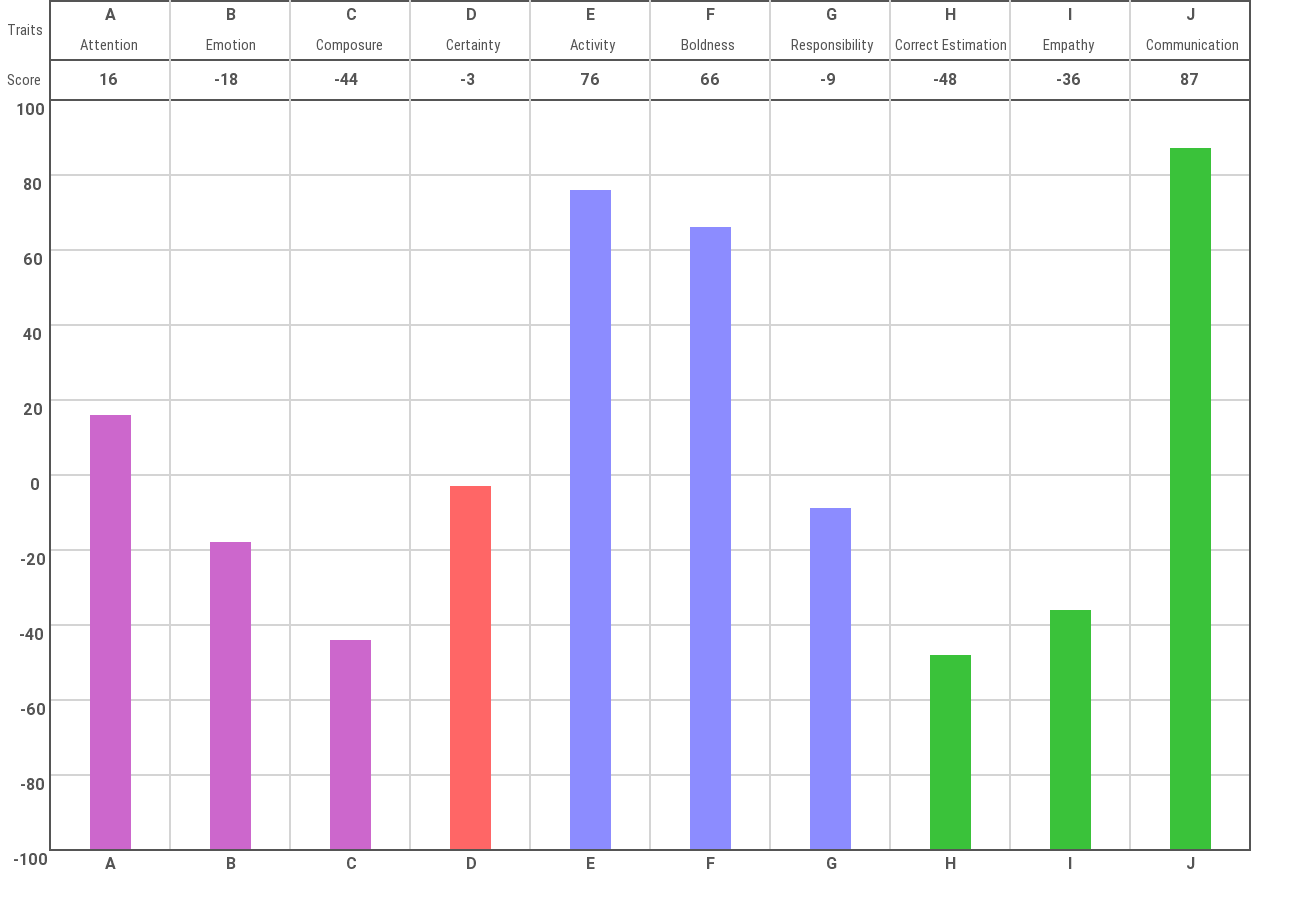 A B C D E F G H I J
Traits
Attention Emotion Composure Certainty Activity Boldness Responsibility Correct Estimation Empathy Communication
Score 16 -18 -44 -3 76 66 -9 -48 -36 87
100
80
60
40
20
0
-20
-40
-60
-80
-100
A B C D E F G H I J